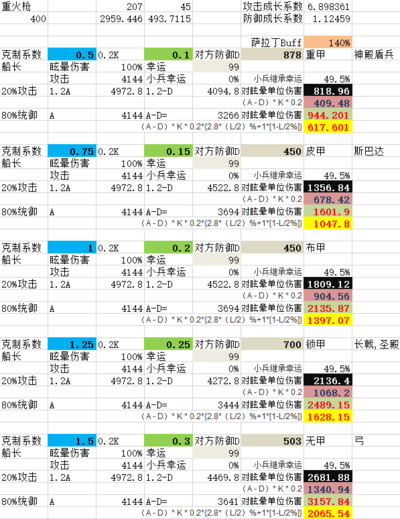 重火枪 207 45 攻击成长系数 6.898361
400 2959.446 493.7115 防御成长系数 1.12459
萨拉丁Buff 140%
克制系数 0.5 0.2K 0.1 对方防御D 878 重甲 神殿盾兵
船长 眩晕伤害 100% 幸运 99
攻击 4144 小兵幸运 0% 小兵继承幸运 49.5%
20%攻击 1.2A 4972.8 1.2-D 4094.8 对眩晕单位伤害 818.96
(A-D)*K*0.2 409.48
80%统御 A 4144 A-D= 3266 对眩晕单位伤害 944.201
(A-D)*K*0.2*[2.8*(L/2)%+1*[1-L/2%]] 617.601
克制系数 0.75 0.2K 0.15 对方防御D 450 皮甲 斯巴达
船长 眩晕伤害 100% 幸运 99
攻击 4144 小兵幸运 0% 小兵继承幸运 49.5%
20%攻击 1.2A 4972.8 1.2-D 4522.8 对眩晕单位伤害 1356.84
(A-D)*K*0.2 678.42
80%统御 A 4144 A-D= 3694 对眩晕单位伤害 1601.9
(A-D)*K*0.2*[2.8*(L/2)%+1*[1-L/2%]] 1047.8
克制系数 1 0.2K 0.2 对方防御D 450 布甲
船长 眩晕伤害 100% 幸运 99
攻击 4144 小兵幸运 0% 小兵继承幸运 49.5%
20%攻击 1.2A 4972.8 1.2-D 4522.8 对眩晕单位伤害 1809.12
(A-D)*K*0.2 904.56
80%统御 A 4144 A-D= 3694 对眩晕单位伤害 2135.87
(A-D)*K*0.2*[2.8*(L/2)%+1*[1-L/2%]] 1397.07
克制系数 1.25 0.2K 0.25 对方防御D 700 锁甲 长戟,圣殿
船长 眩晕伤害 100% 幸运 99
攻击 4144 小兵幸运 0% 小兵继承幸运 49.5%
20%攻击 1.2A 4972.8 1.2-D 4272.8 对眩晕单位伤害 2136.4
(A-D)*K*0.2 1068.2
80%统御 A 4144 A-D= 3444 对眩晕单位伤害 2489.15
(A-D)*K*0.2*[2.8*(L/2)%+1*[1-L/2%]] 1628.15
克制系数 1.5 0.2K 0.3 对方防御D 503 无甲 弓
船长 眩晕伤害 100% 幸运 99
攻击 4144 小兵幸运 0% 小兵继承幸运 49.5%
20%攻击 1.2A 4972.8 1.2-D 4469.8 对眩晕单位伤害 2681.88
(A-D)*K*0.2 1340.94
80%统御 A 4144 A-D= 3641 对眩晕单位伤害 3157.84
(A-D)*K*0.2*[2.8*(L/2)%+1*[1-L/2%]] 2065.54